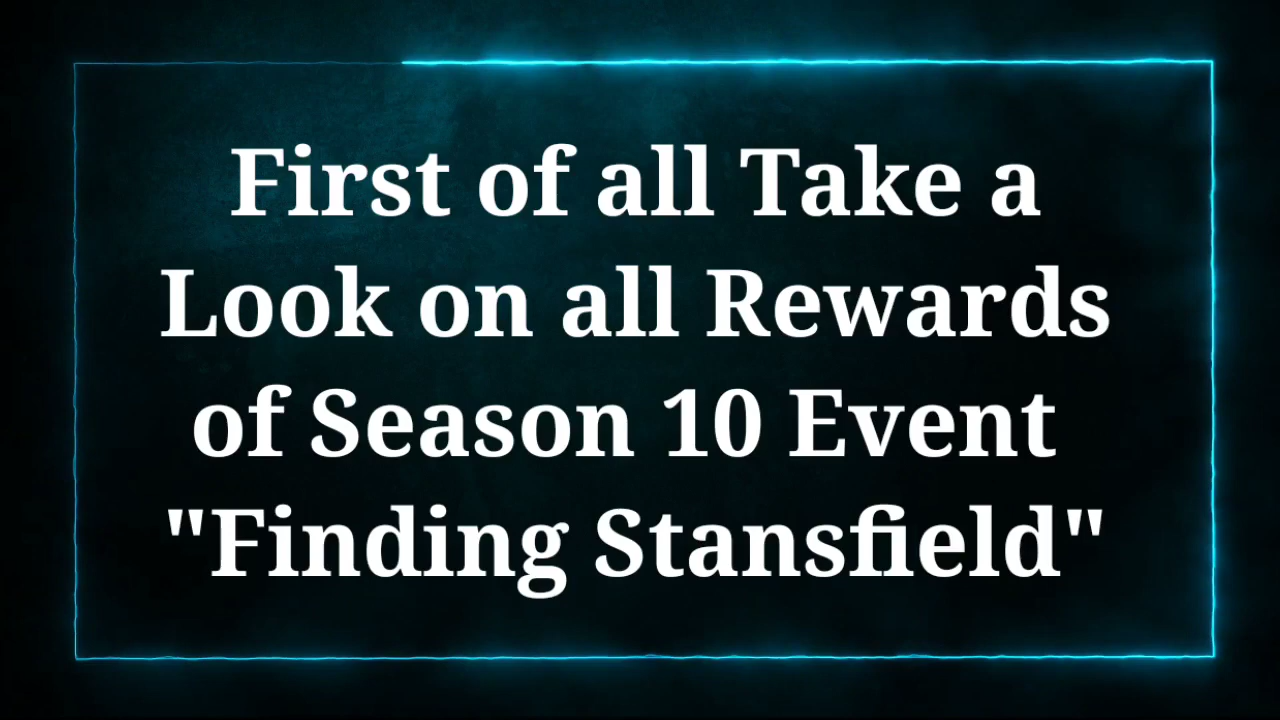 First of all Take a
Look on all Rewards
of Season 10 Event
"Finding Stansfield"